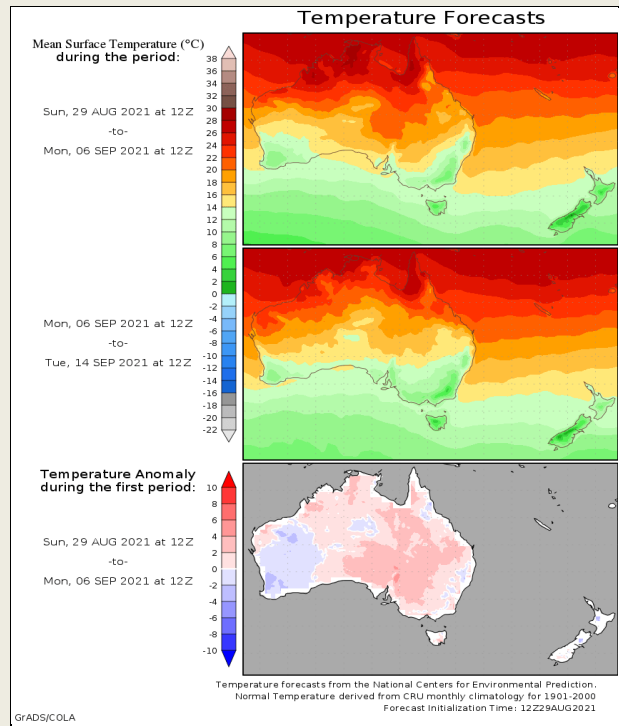 Temperature Forecasts
Mean Surface Temperature (°C)
during the period:
Sun, 29 AUG 2021 at 12Z
-to-
Mon, 06 SEP 2021 at 12Z
38
36
34
32
30
28
26
24
22
20
18
16
14
12
10
8
6
4
2
0
-2
-4
-6
-8
-10
-12
-14
-16
-18
-20
-22
Mon, 06 SEP 2021 at 12Z
-to-
Tue, 14 SEP 2021 at 12Z
Temperature Anomaly
during the first period:
Sun, 29 AUG 2021 at 12Z
-to-
Mon, 06 SEP 2021 at 12Z
10
8
6
4
2
0
-2
-4
-6
-8
-10
Temperature forecasts from the National Centers for Environmental Prediction.
Normal Temperature derived from CRU monthly climatology for 1901-2000
Forecast Initialization Time: 12Z29AUG2021
GrADS/COLA